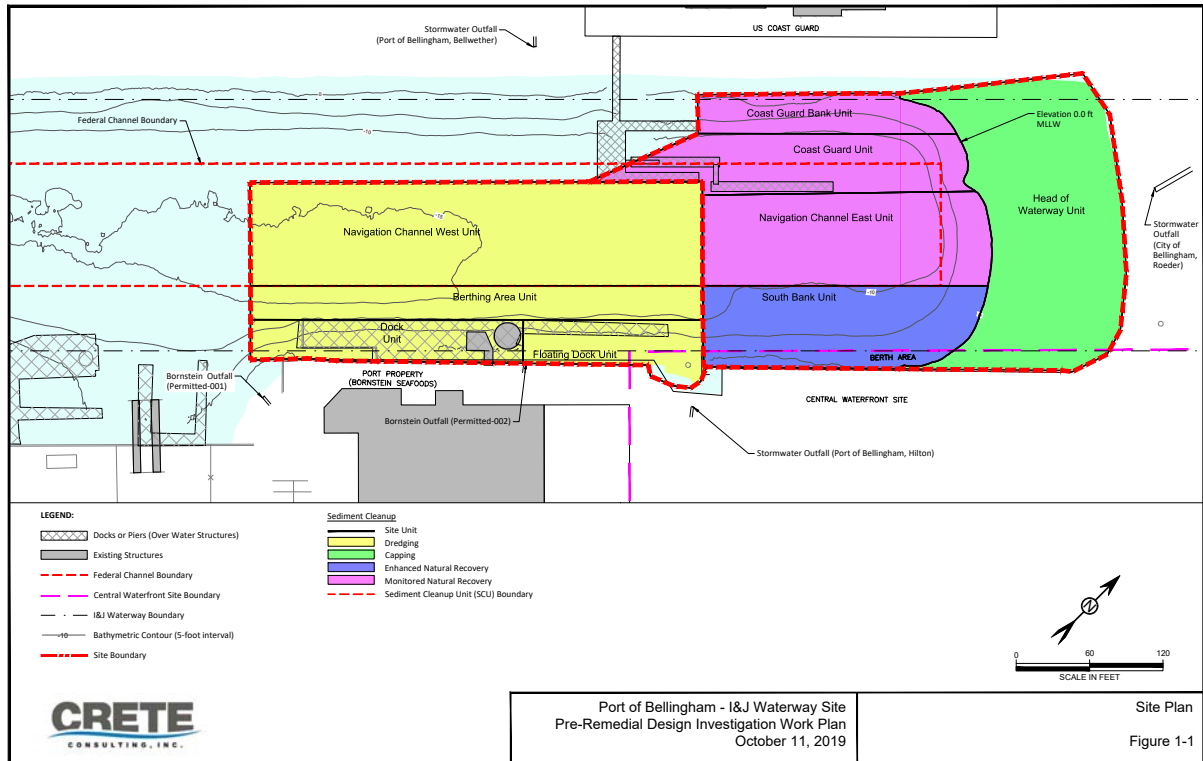 US COAST GUARD
Stormwater Outfall
(Port of Bellingham, Bellwether)
0
-10
Federal Channel Boundary
Coast Guard Bank Unit
Elevation 0.0 ft
MLLW
Coast Guard Unit
Head of
Waterway Unit
-10
Navigation Channel West Unit
Navigation Channel East Unit
Stormwater
Outfall
(City of
Bellingham,
Roeder)
Berthing Area Unit
South Bank Unit
-10
Dock
Unit
Floating Dock Unit
BERTH AREA
PORT PROPERTY
(BORNSTEIN SEAFOODS)
Bornstein Outfall
(Permitted-001)
CENTRAL WATERFRONT SITE
Bornstein Outfall (Permitted-002)
Stormwater Outfall (Port of Bellingham, Hilton)
LEGEND:
Docks or Piers (Over Water Structures)
Existing Structures
Federal Channel Boundary
Central Waterfront Site Boundary
I&J Waterway Boundary
-10 Bathymetric Contour (5-foot interval)
Site Boundary
Sediment Cleanup
Site Unit
Dredging
Capping
Enhanced Natural Recovery
Monitored Natural Recovery
Sediment Cleanup Unit (SCU) Boundary
N
0 60 120
SCALE IN FEET
CRETE
CONSULTING, INC.
Port of Bellingham - I&J Waterway Site
Pre-Remedial Design Investigation Work Plan
October 11, 2019
Site Plan
Figure 1-1